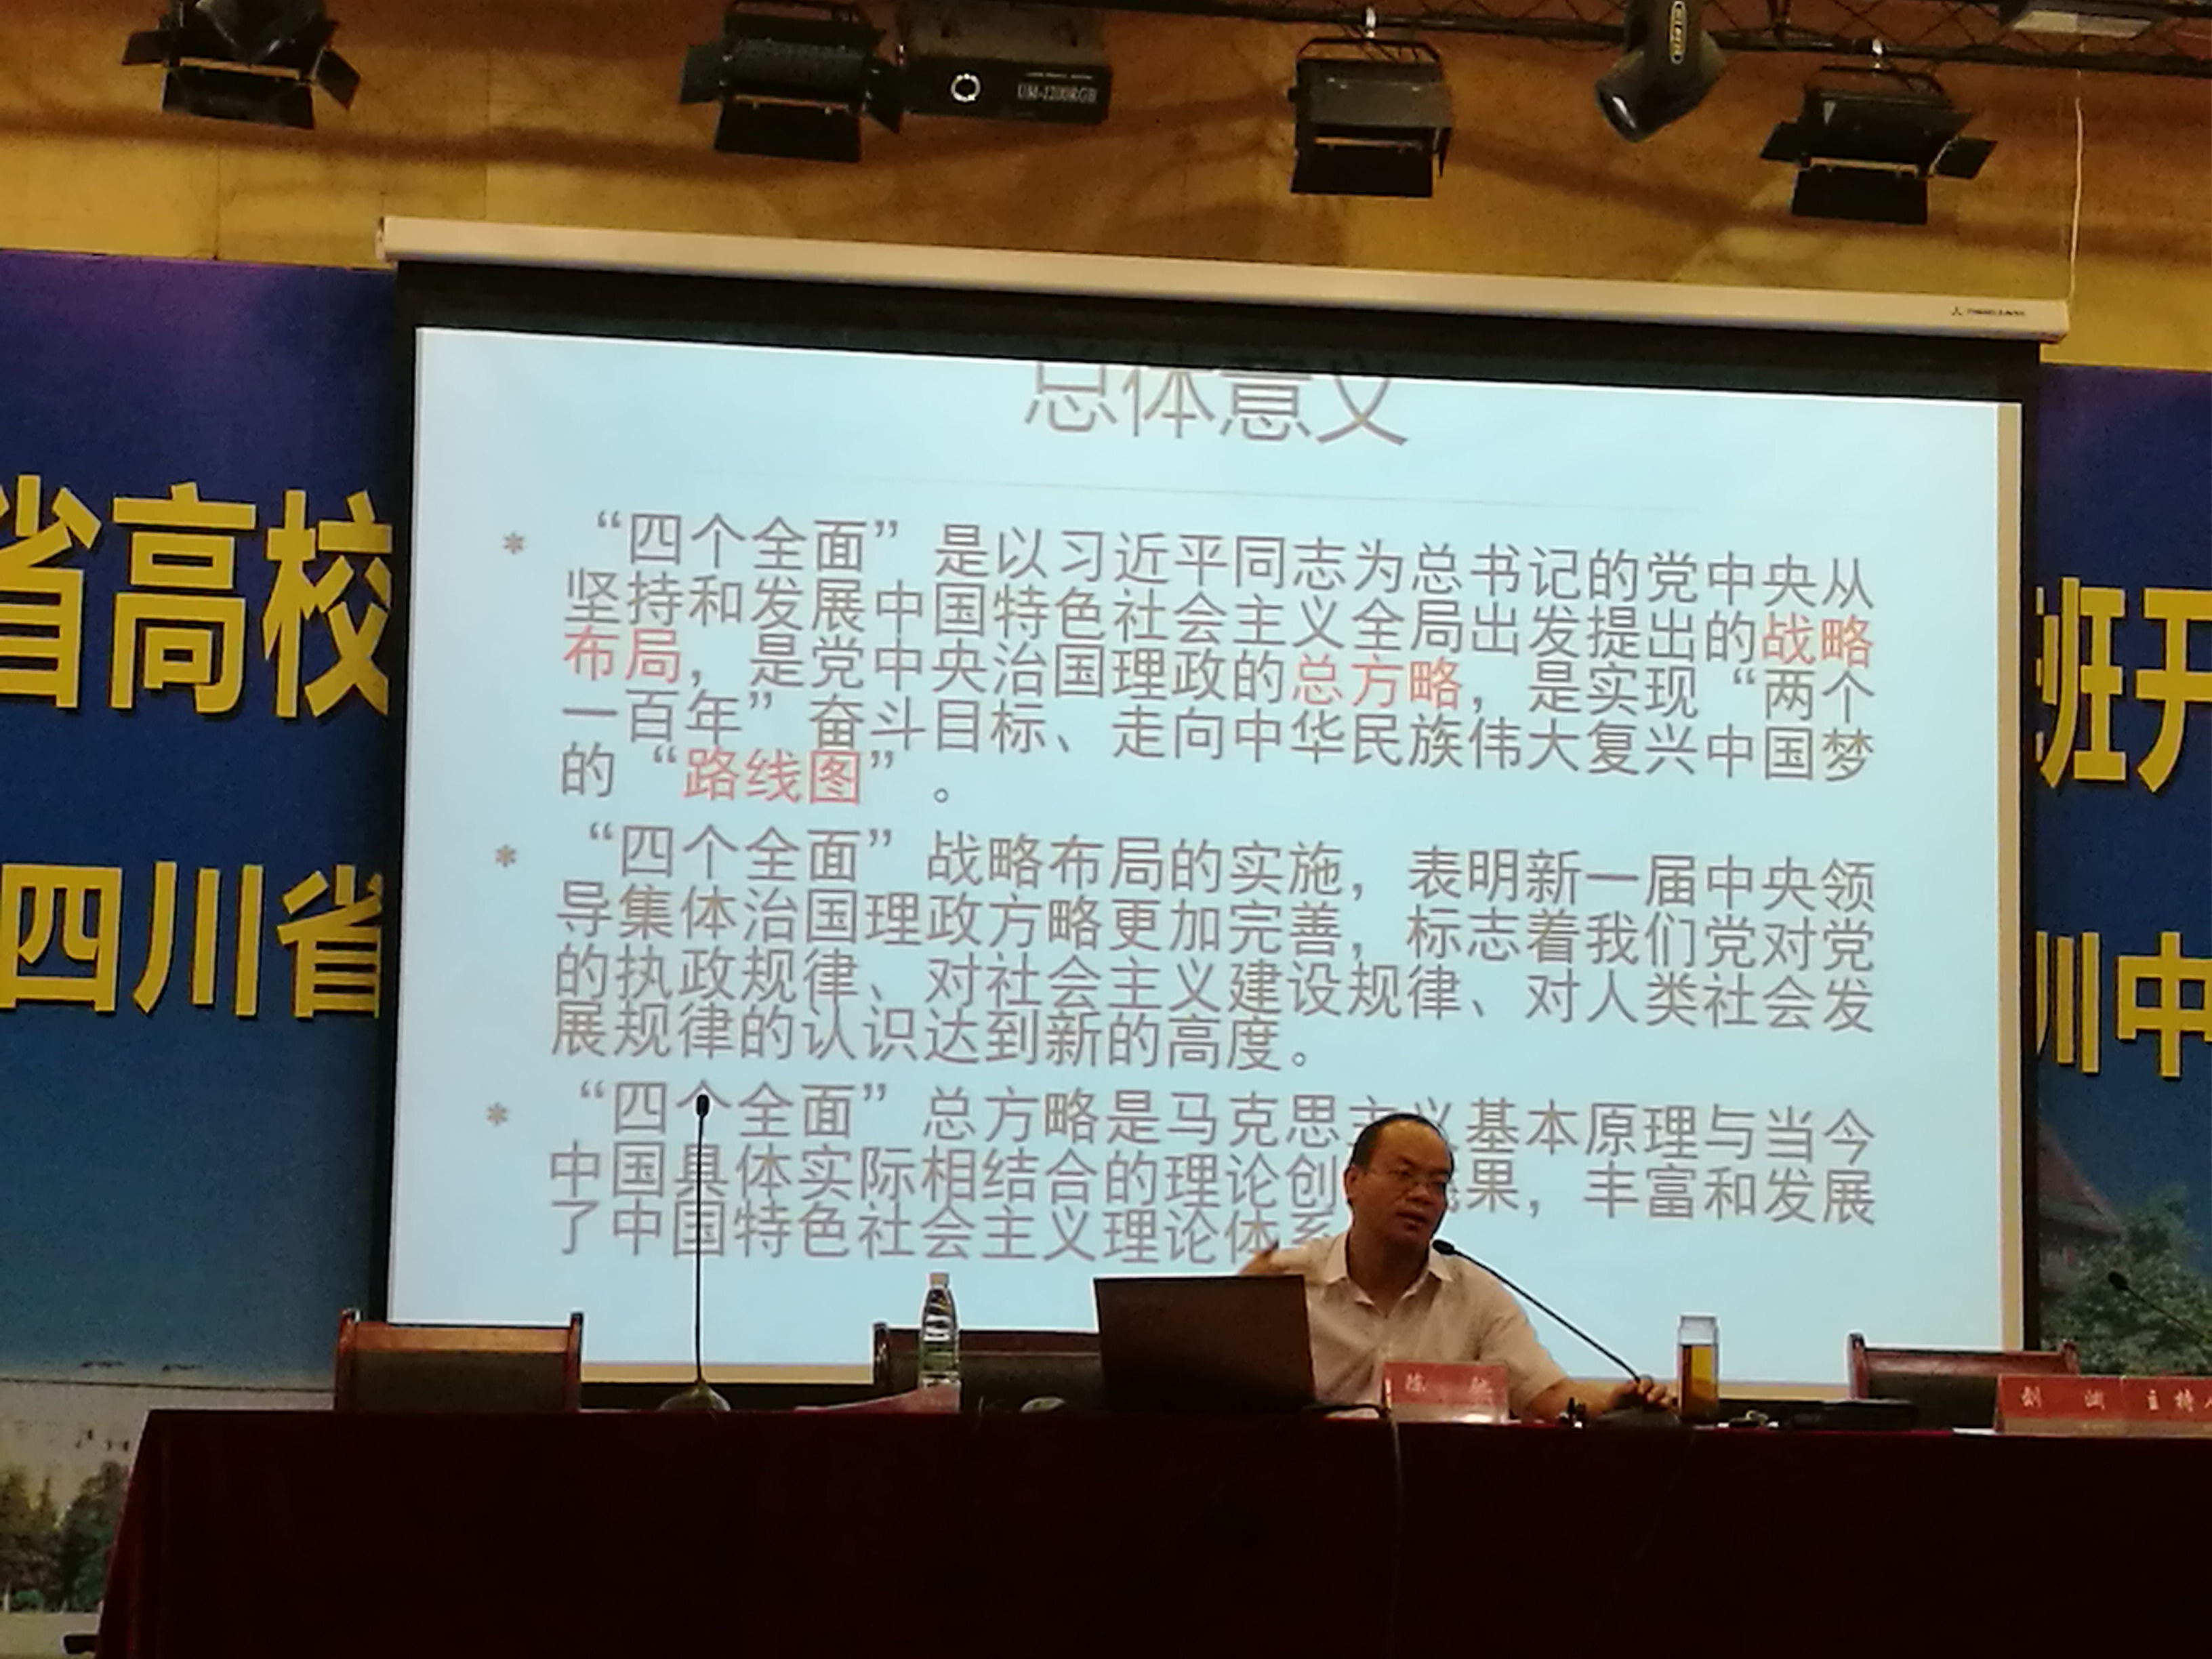 UM-1200RGB
总体意义
省高校
班开
四川省
川中
* “四个全面”是以习近平同志为总书记的党中央从
坚持和发展中国特色社会主义全局出发提出的战略
布局，是党中央治国理政的总方略，是实现“两个
一百年”奋斗目标、走向中华民族伟大复兴中国梦
的“路线图”。
* “四个全面”战略布局的实施，表明新一届中央领
导集体治国理政方略更加完善，标志着我们党对党
的执政规律、对社会主义建设规律、对人类社会发
展规律的认识达到新的高度。
* “四个全面”总方略是马克思主义基本原理与当今
中国具体实际相结合的理论创 果，丰富和发展
了中国特色社会主义理论体系
陈
主持